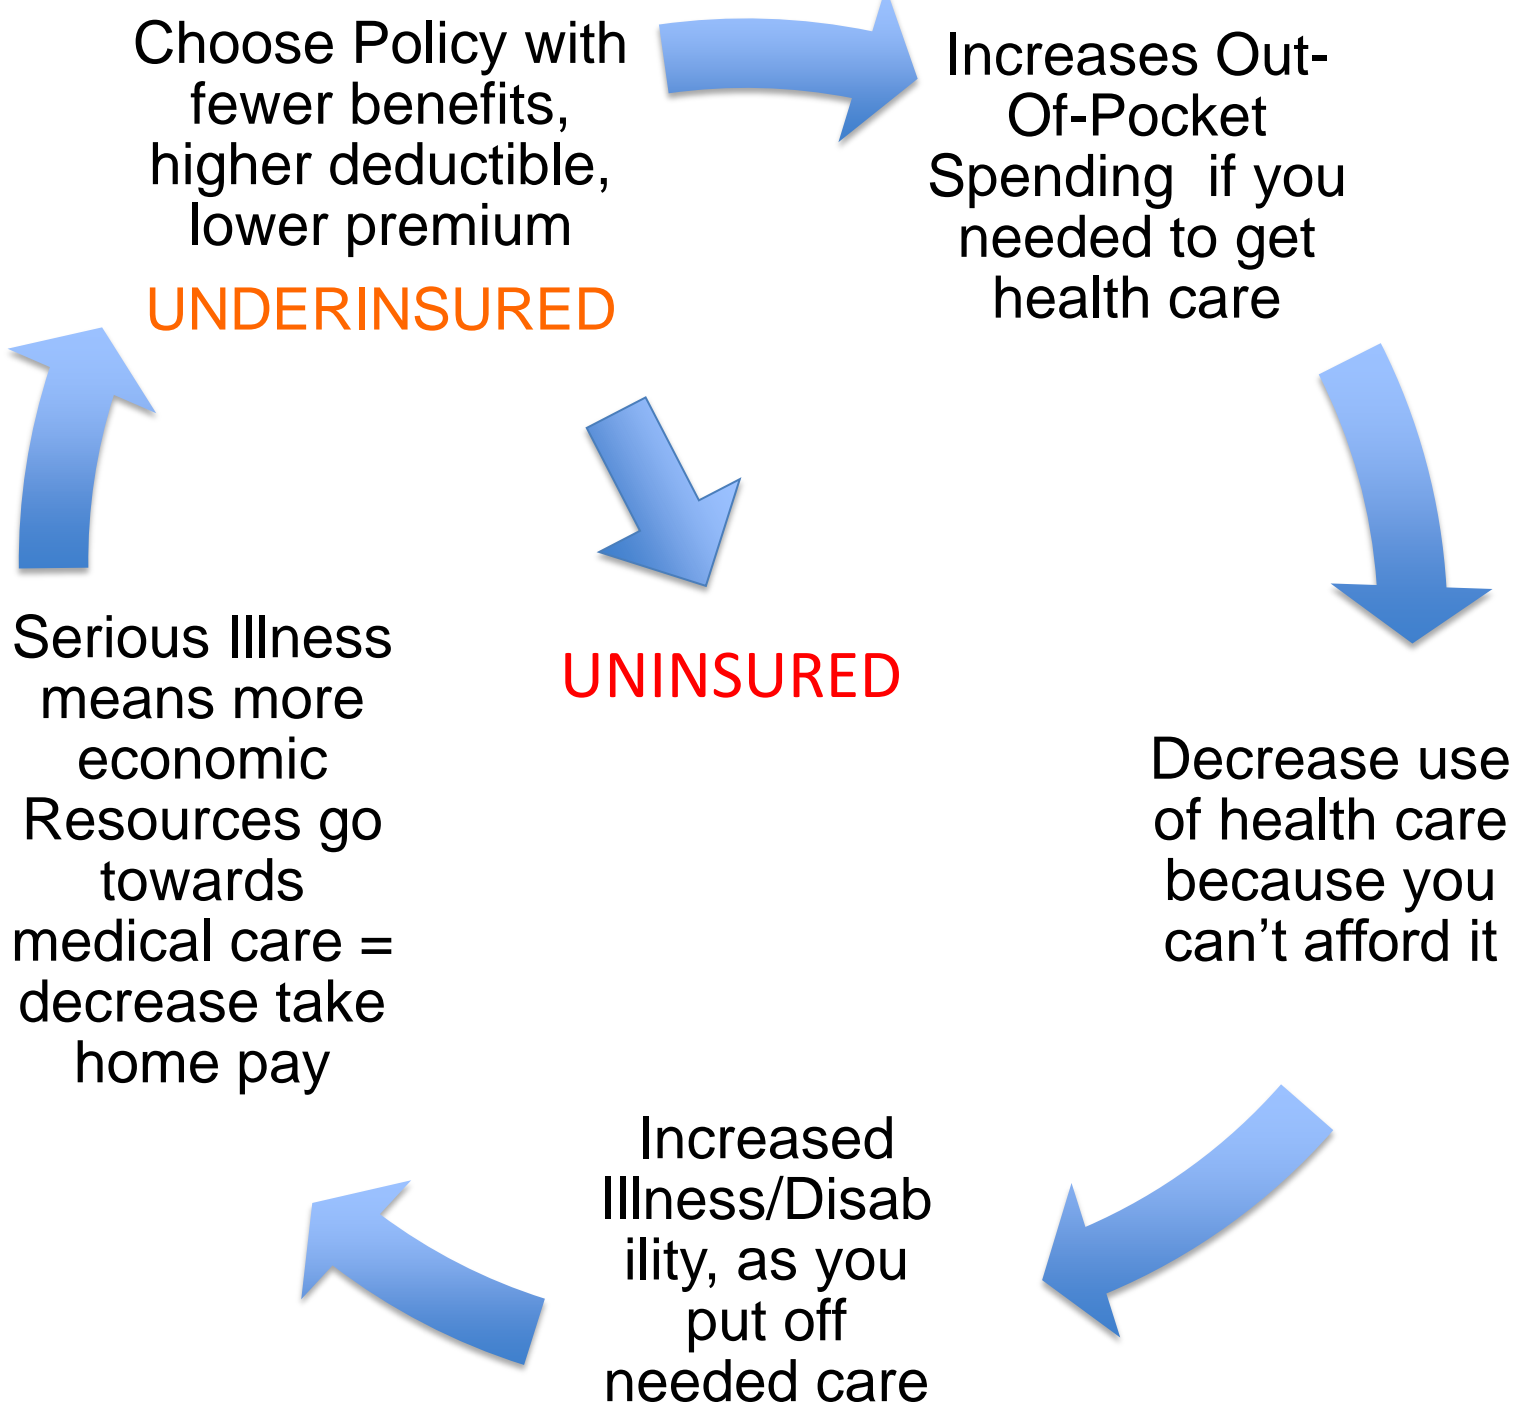 Choose Policy with
fewer benefits,
higher deductible,
lower premium
UNDERINSURED
Increases Out-
Of-Pocket
Spending  if you
needed to get
health care
Decrease use
of health care
because you
can’t afford it
Increased
Illness/Disab
ility, as you
put off
needed care
Serious Illness
means more
economic
Resources go
towards
medical care =
decrease take
home pay
UNINSURED